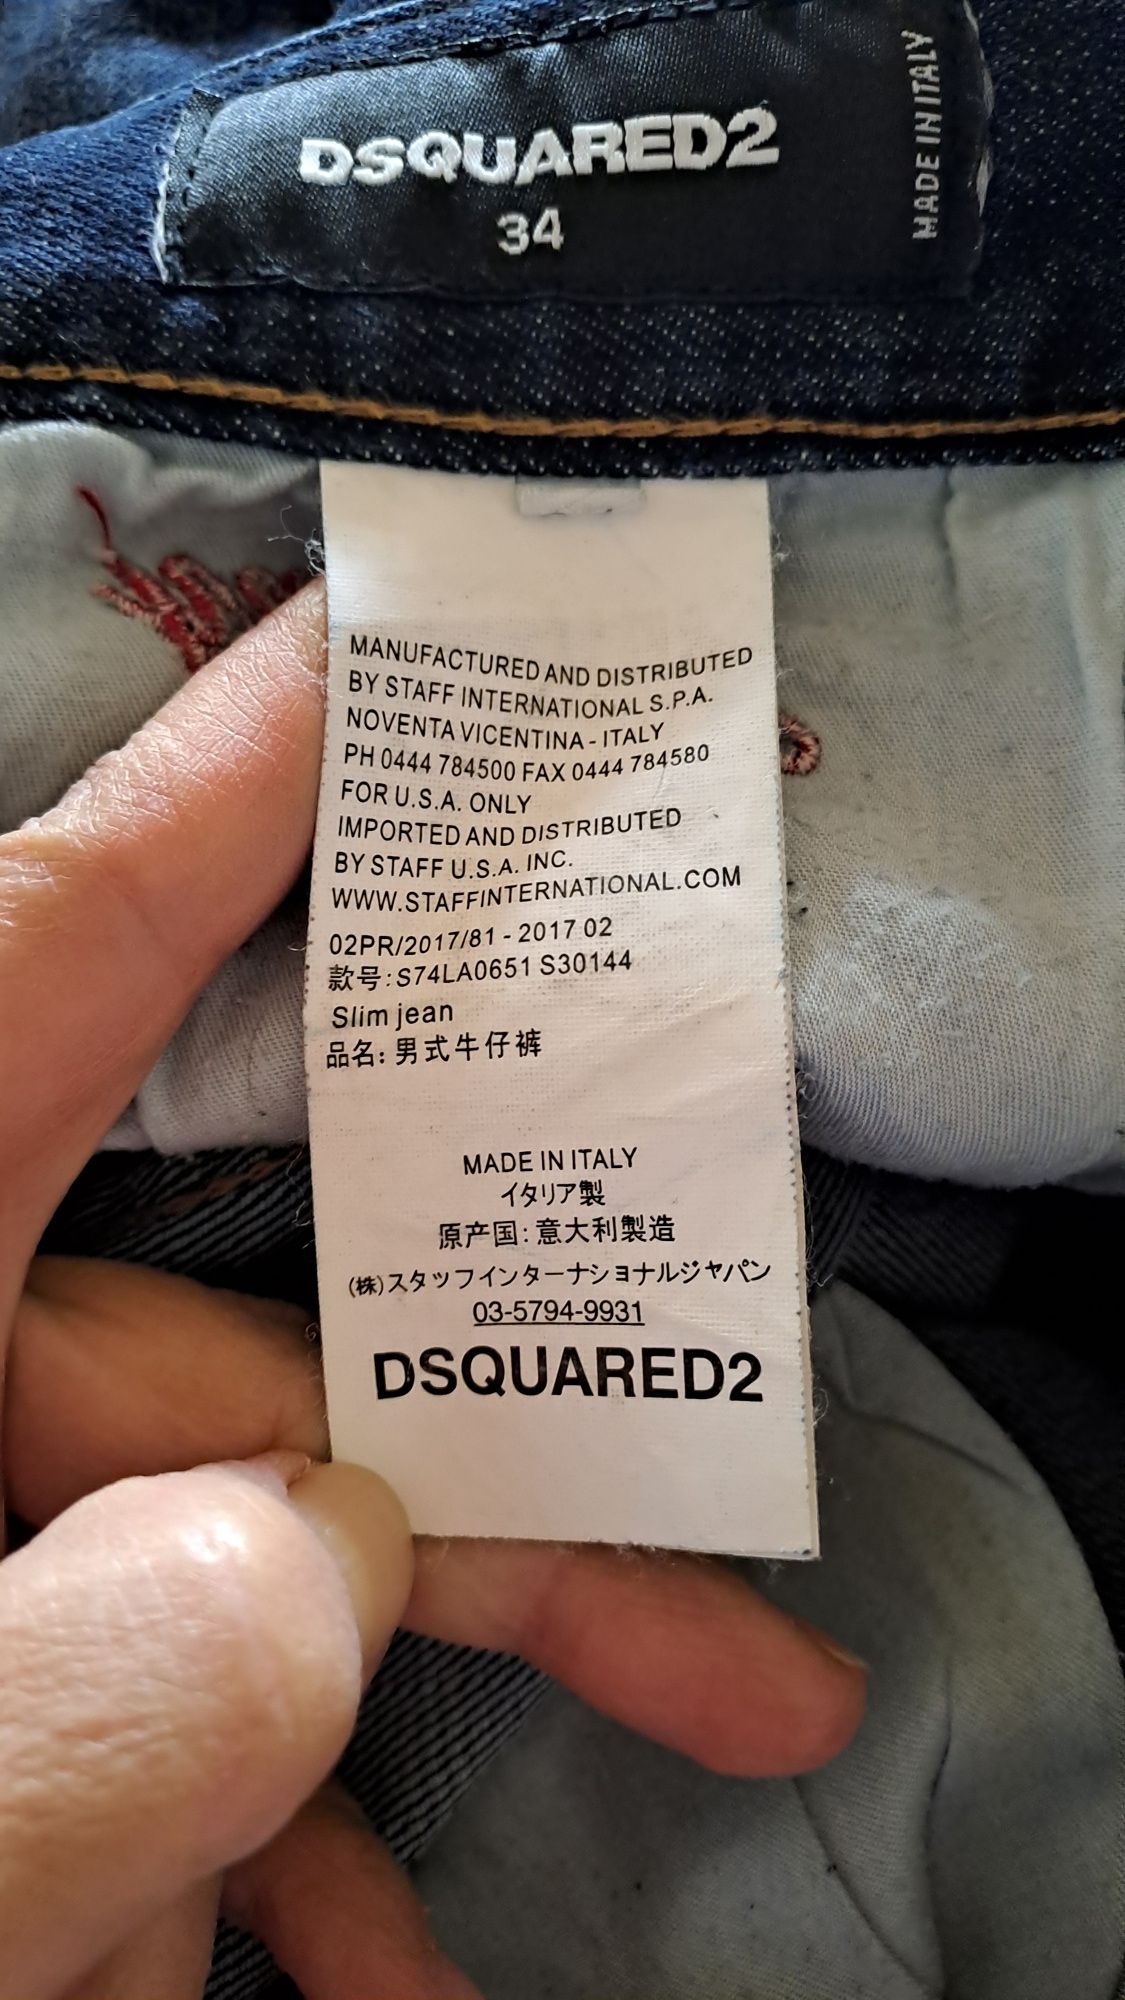 DSQUARED2
34
MADE IN ITALY
MANUFACTURED AND DISTRIBUTED
BY STAFF INTERNATIONAL S.P.A.
NOVENTA VICENTINA - ITALY
PH 0444 784500 FAX 0444 784580
FOR U.S.A. ONLY
IMPORTED AND DISTRIBUTED
BY STAFF U.S.A. INC.
WWW.STAFFINTERNATIONAL.COM
02PR/2017/81 - 2017 02
款号:S74LA0651 S30144
Slim jean
品名: 男式牛仔裤
MADE IN ITALY
イタリア製
原产国: 意大利製造
(株)スタッフインターナショナルジャパン
03-5794-9931
DSQUARED2